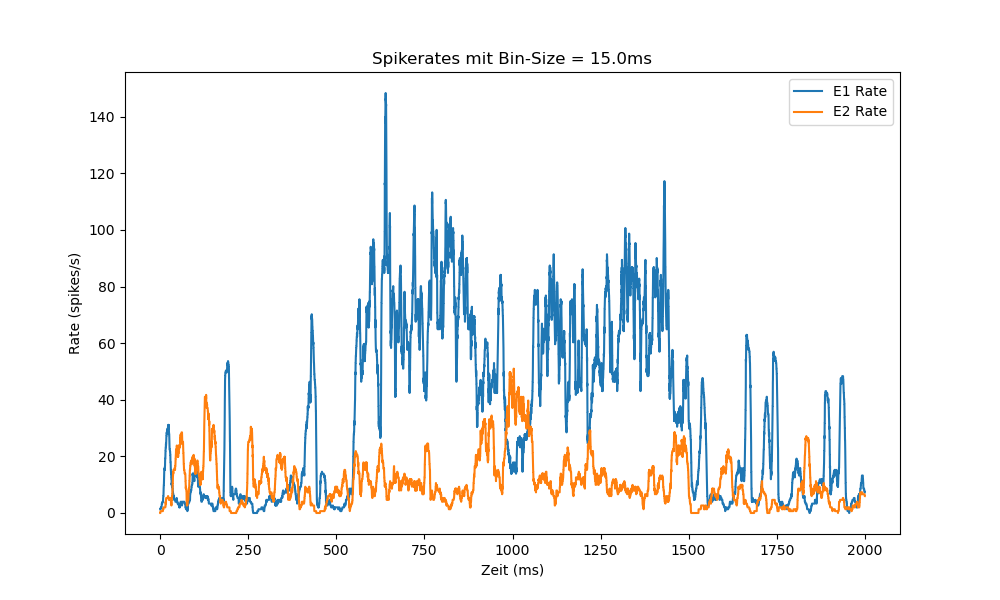 Spikerates mit Bin-Size = 15.0ms
E1 Rate
E2 Rate
Rate (spikes/s)
140
120
100
80
60
40
20
0
0 250 500 750 1000 1250 1500 1750 2000
Zeit (ms)